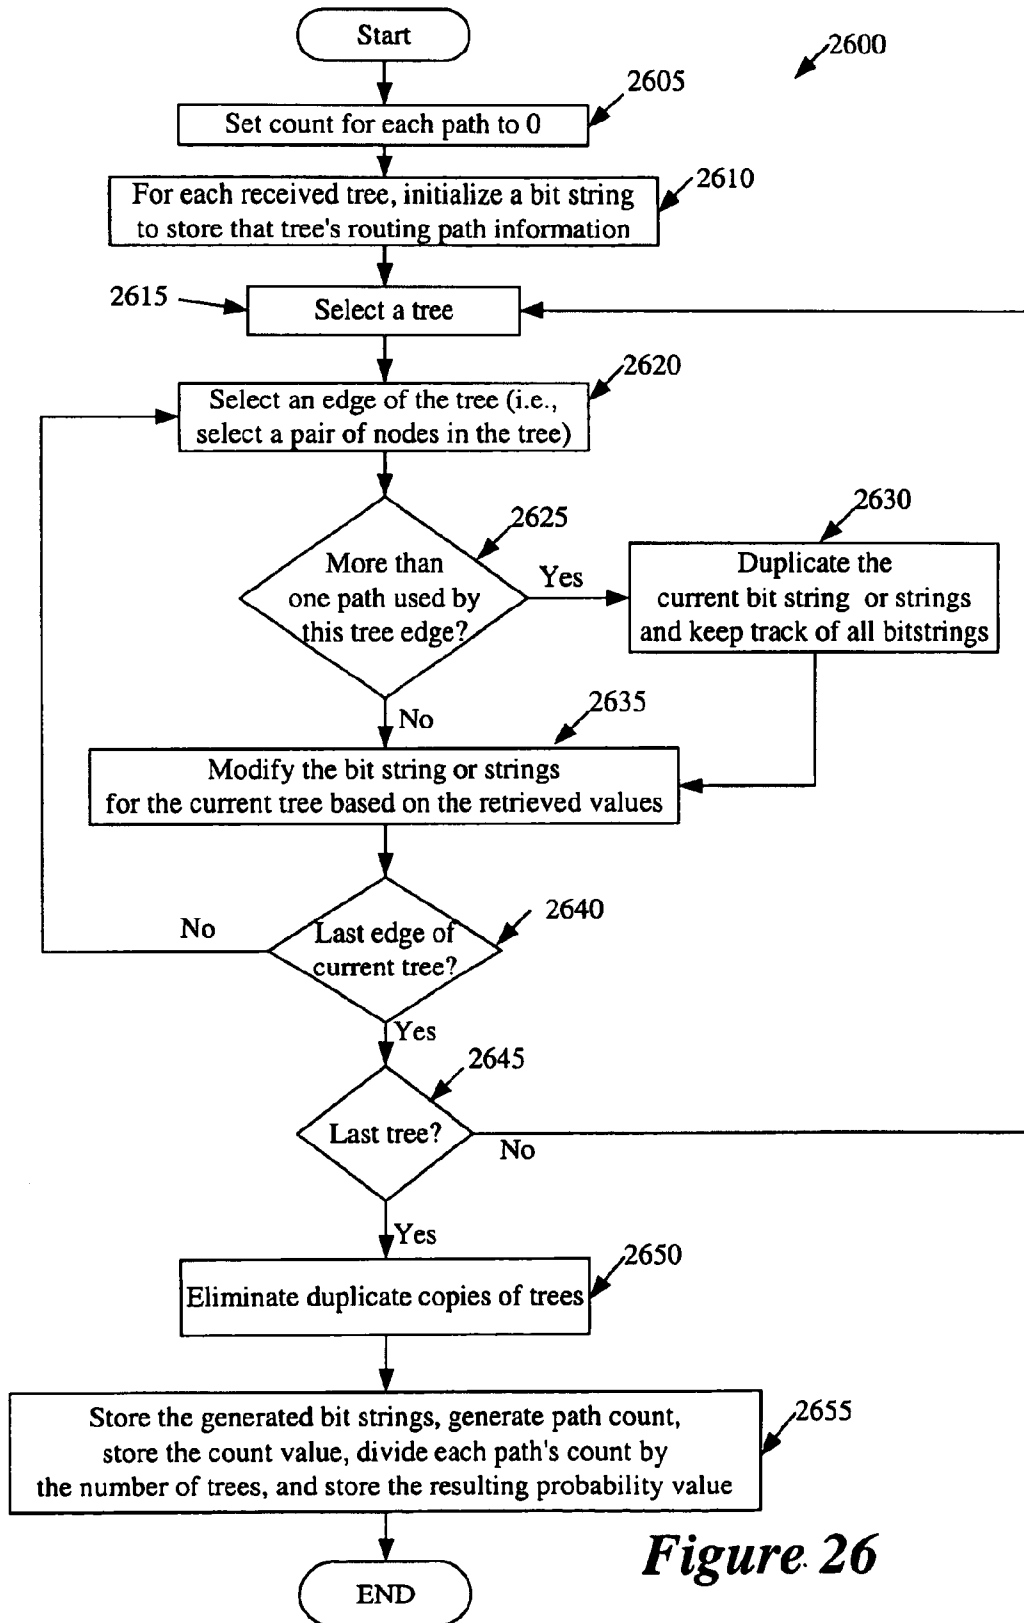 Start
2600
2605
Set count for each path to 0
2610
For each received tree, initialize a bit string
to store that tree's routing path information
2615
Select a tree
2620
Select an edge of the tree (i.e.,
select a pair of nodes in the tree)
2625
More than
one path used by
this tree edge?
Yes
2630
Duplicate the
current bit string or strings
and keep track of all bitstrings
No
2635
Modify the bit string or strings
for the current tree based on the retrieved values
2640
Last edge of
current tree?
No
Yes
2645
Last tree?
No
Yes
2650
Eliminate duplicate copies of trees
2655
Store the generated bit strings, generate path count,
store the count value, divide each path's count by
the number of trees, and store the resulting probability value
END
Figure 26